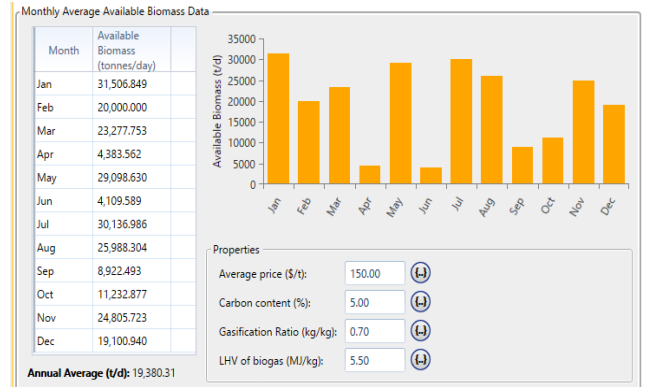 Monthly Average Available Biomass Data
Month
Available
Biomass
(tonnes/day)
Jan 31,506.849
Feb 20,000.000
Mar 23,277.753
Apr 4,383.562
May 29,098.630
Jun 4,109.589
Jul 30,136.986
Aug 25,988.304
Sep 8,922.493
Oct 11,232.877
Nov 24,805.723
Dec 19,100.940
Annual Average (t/d): 19,380.31
Available Biomass (t/d)
35000
30000
25000
20000
15000
10000
5000
0
Jan Feb Mar Apr May Jun Jul Aug Sep Oct Nov Dec
Properties
Average price ($/t): 150.00 {..}
Carbon content (%): 5.00 {..}
Gasification Ratio (kg/kg): 0.70 {..}
LHV of biogas (MJ/kg): 5.50 {..}